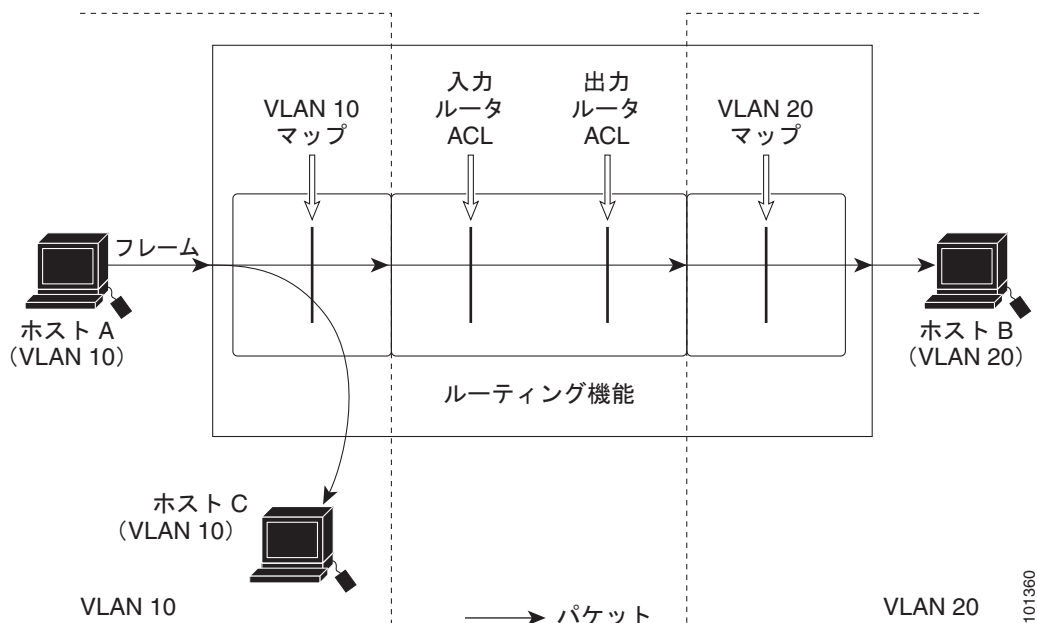 VLAN 10
マップ
入力
ルータ
ACL
出力
ルータ
ACL
VLAN 20
マップ
フレーム
ホスト A
（VLAN 10）
ホスト B
（VLAN 20）
ルーティング機能
ホスト C
（VLAN 10）
VLAN 10
パケット
VLAN 20
101360